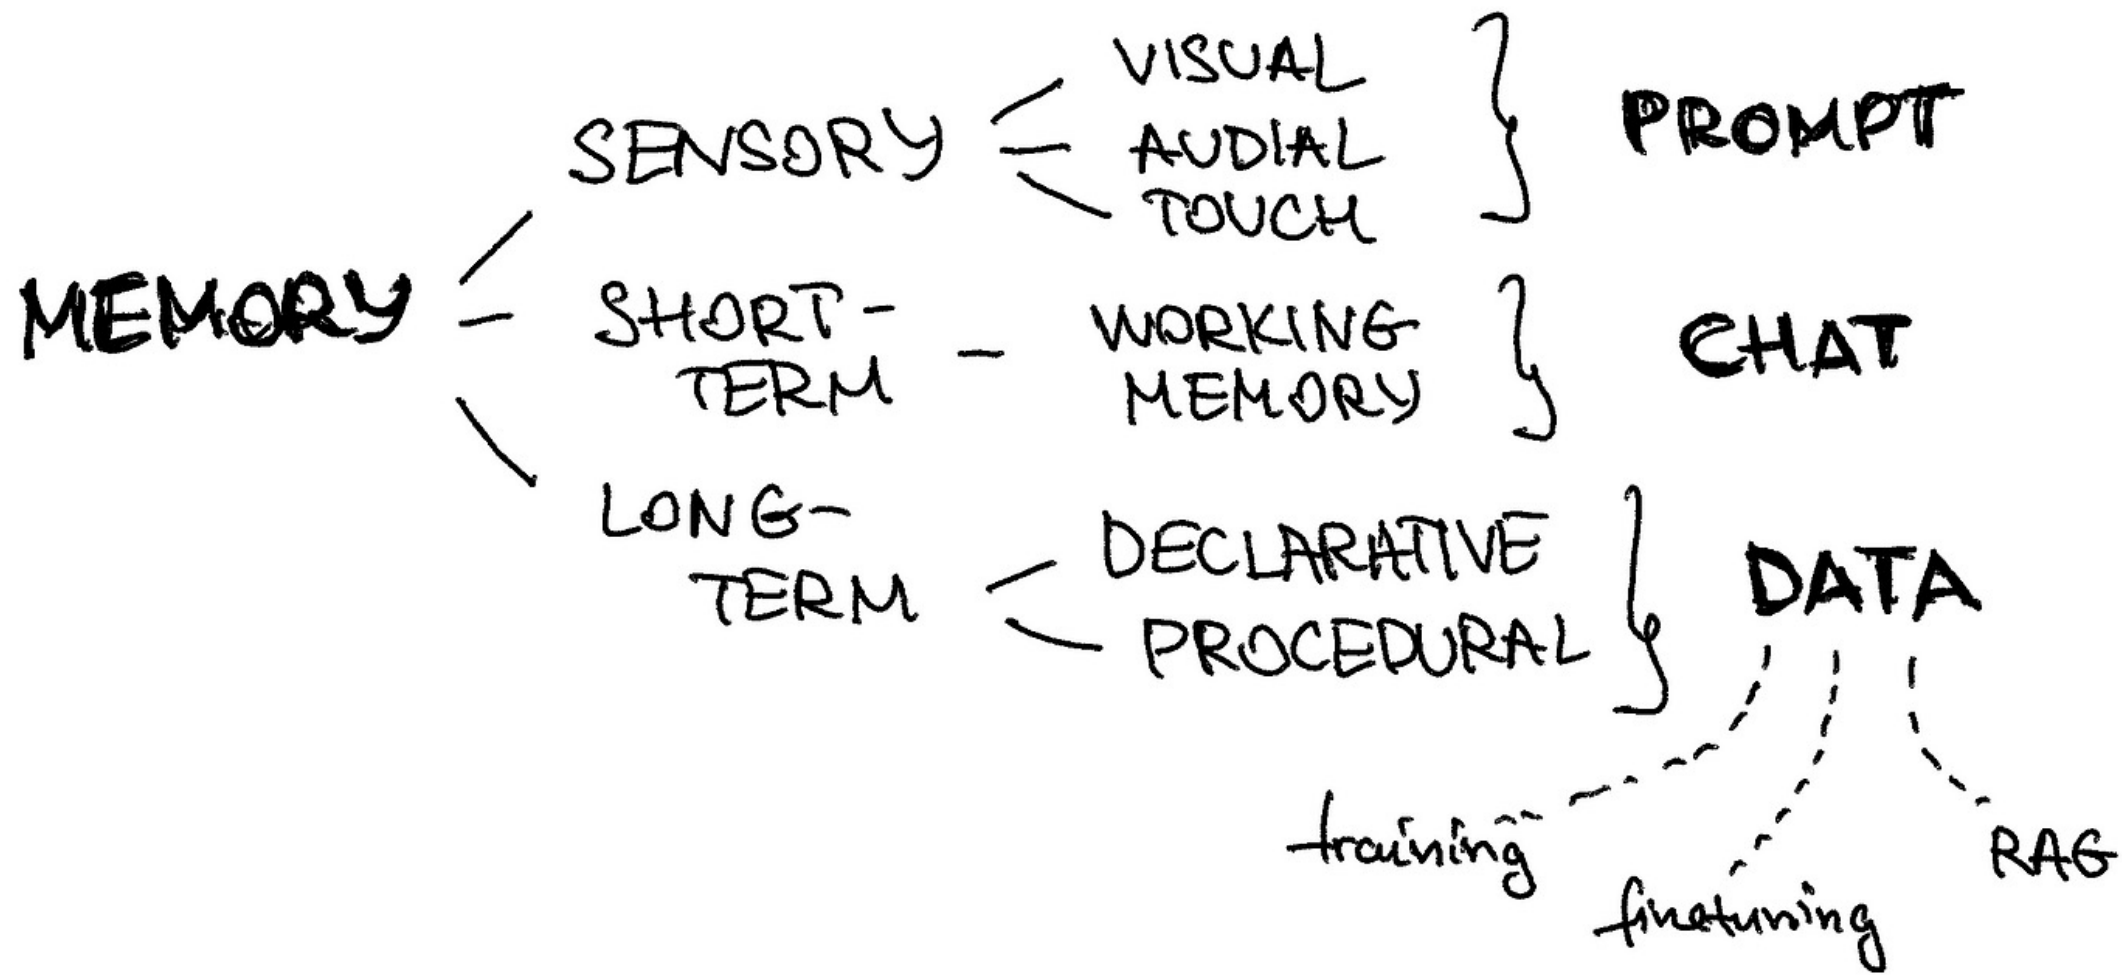 MEMORY
SENSORY
VISUAL
AUDIAL
TOUCH
PROMPT
SHORT-
TERM
WORKING
MEMORY
CHAT
LONG-
TERM
DECLARATIVE
PROCEDURAL
DATA
training
finetuning
RAG